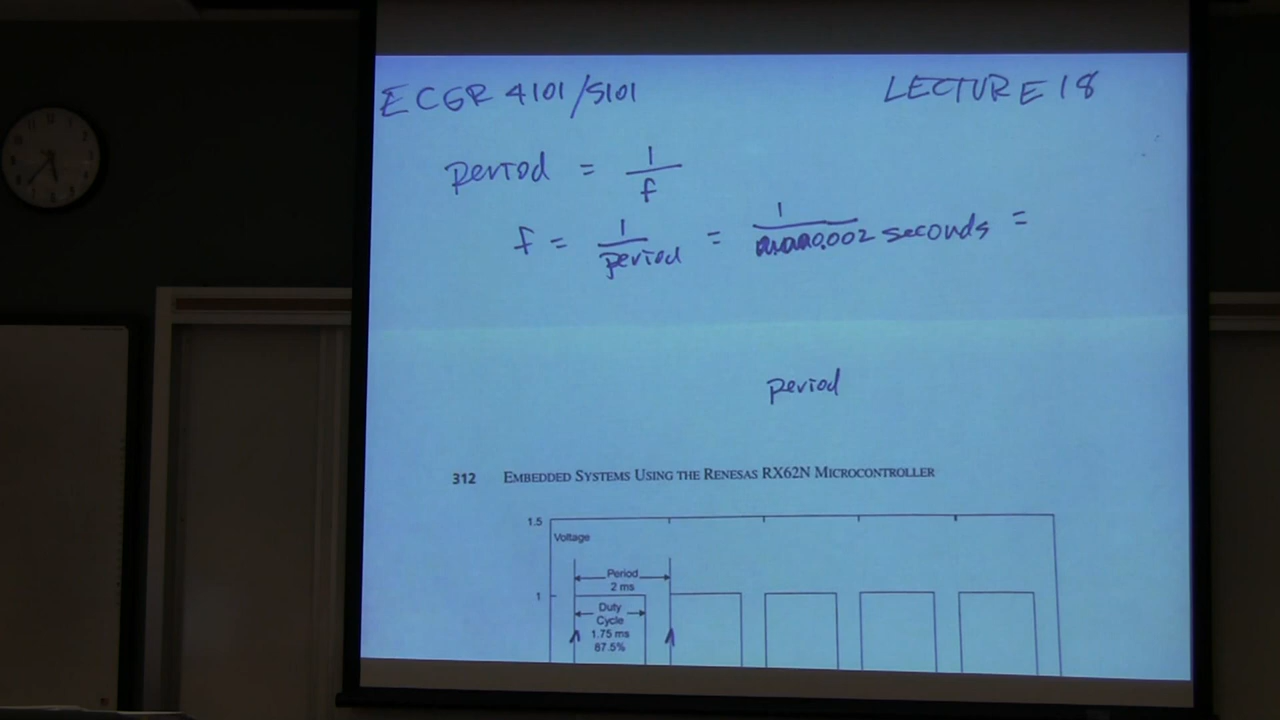 ECGR 4101/5101 LECTURE 18
period = 1/f
f = 1/period = 1/0.002 seconds =
period
312 EMBEDDED SYSTEMS USING THE RENESAS RX62N MICROCONTROLLER
1.5
Voltage
Period
2 ms
1
Duty
Cycle
1.75 ms
87.5%